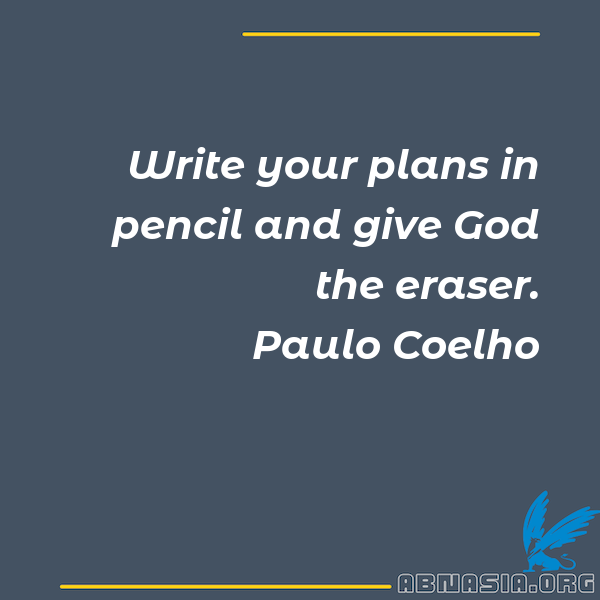 Write your plans in
pencil and give God
the eraser.
Paulo Coelho
ABNASIA.ORG